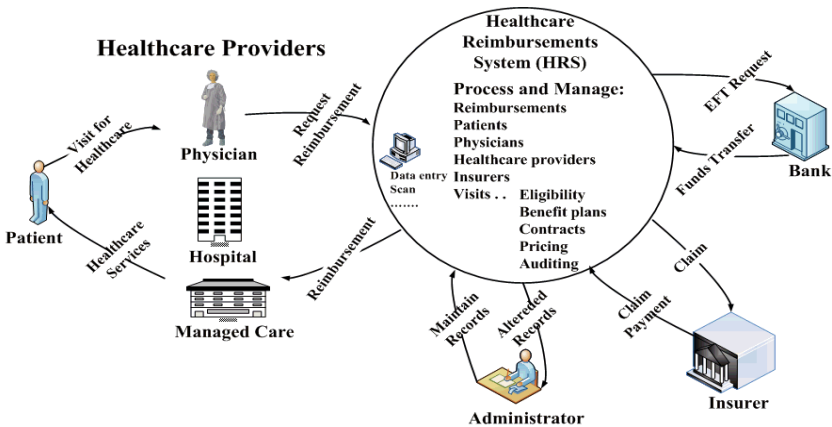 Healthcare Providers
Healthcare
Reimbursements
System (HRS)
Process and Manage:
Reimbursements
Patients
Physicians
Healthcare providers
Insurers
Visits . .
Eligibility
Benefit plans
Contracts
Pricing
Auditing
Data entry
Scan
.......
Visit for
Healthcare
Physician
Request
Reimbursement
EFT Request
Funds Transfer
Bank
Patient
Healthcare
Services
Hospital
Managed Care
Reimbursement
Maintain
Records
Altereded
Records
Administrator
Claim
Claim
Payment
Insurer